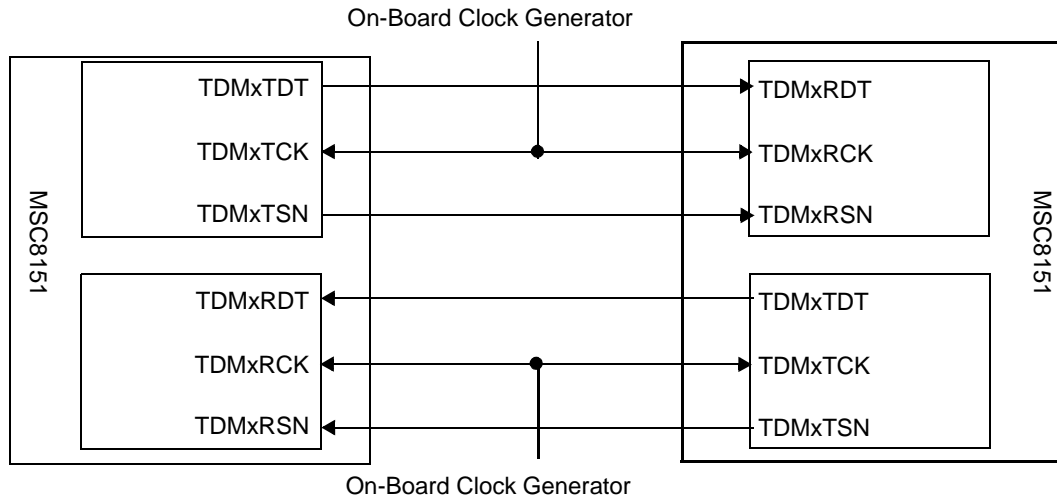 On-Board Clock Generator
MSC8151
TDMxTDT
TDMxTCK
TDMxTSN
TDMxRDT
TDMxRCK
TDMxRSN
TDMxRDT
TDMxRCK
TDMxRSN
TDMxTDT
TDMxTCK
TDMxTSN
MSC8151
On-Board Clock Generator